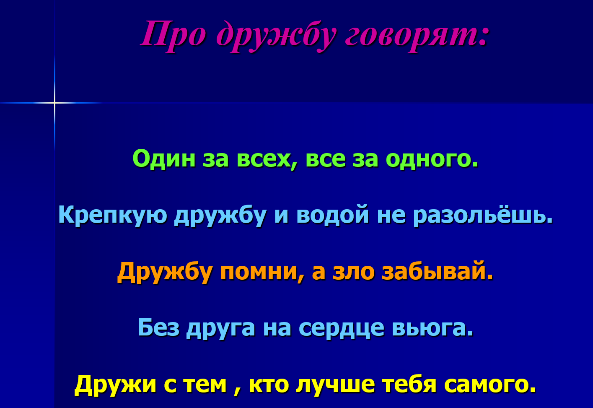 Про дружбу говорят:
Один за всех, все за одного.
Крепкую дружбу и водой не разольёшь.
Дружбу помни, а зло забывай.
Без друга на сердце вьюга.
Дружи с тем , кто лучше тебя самого.